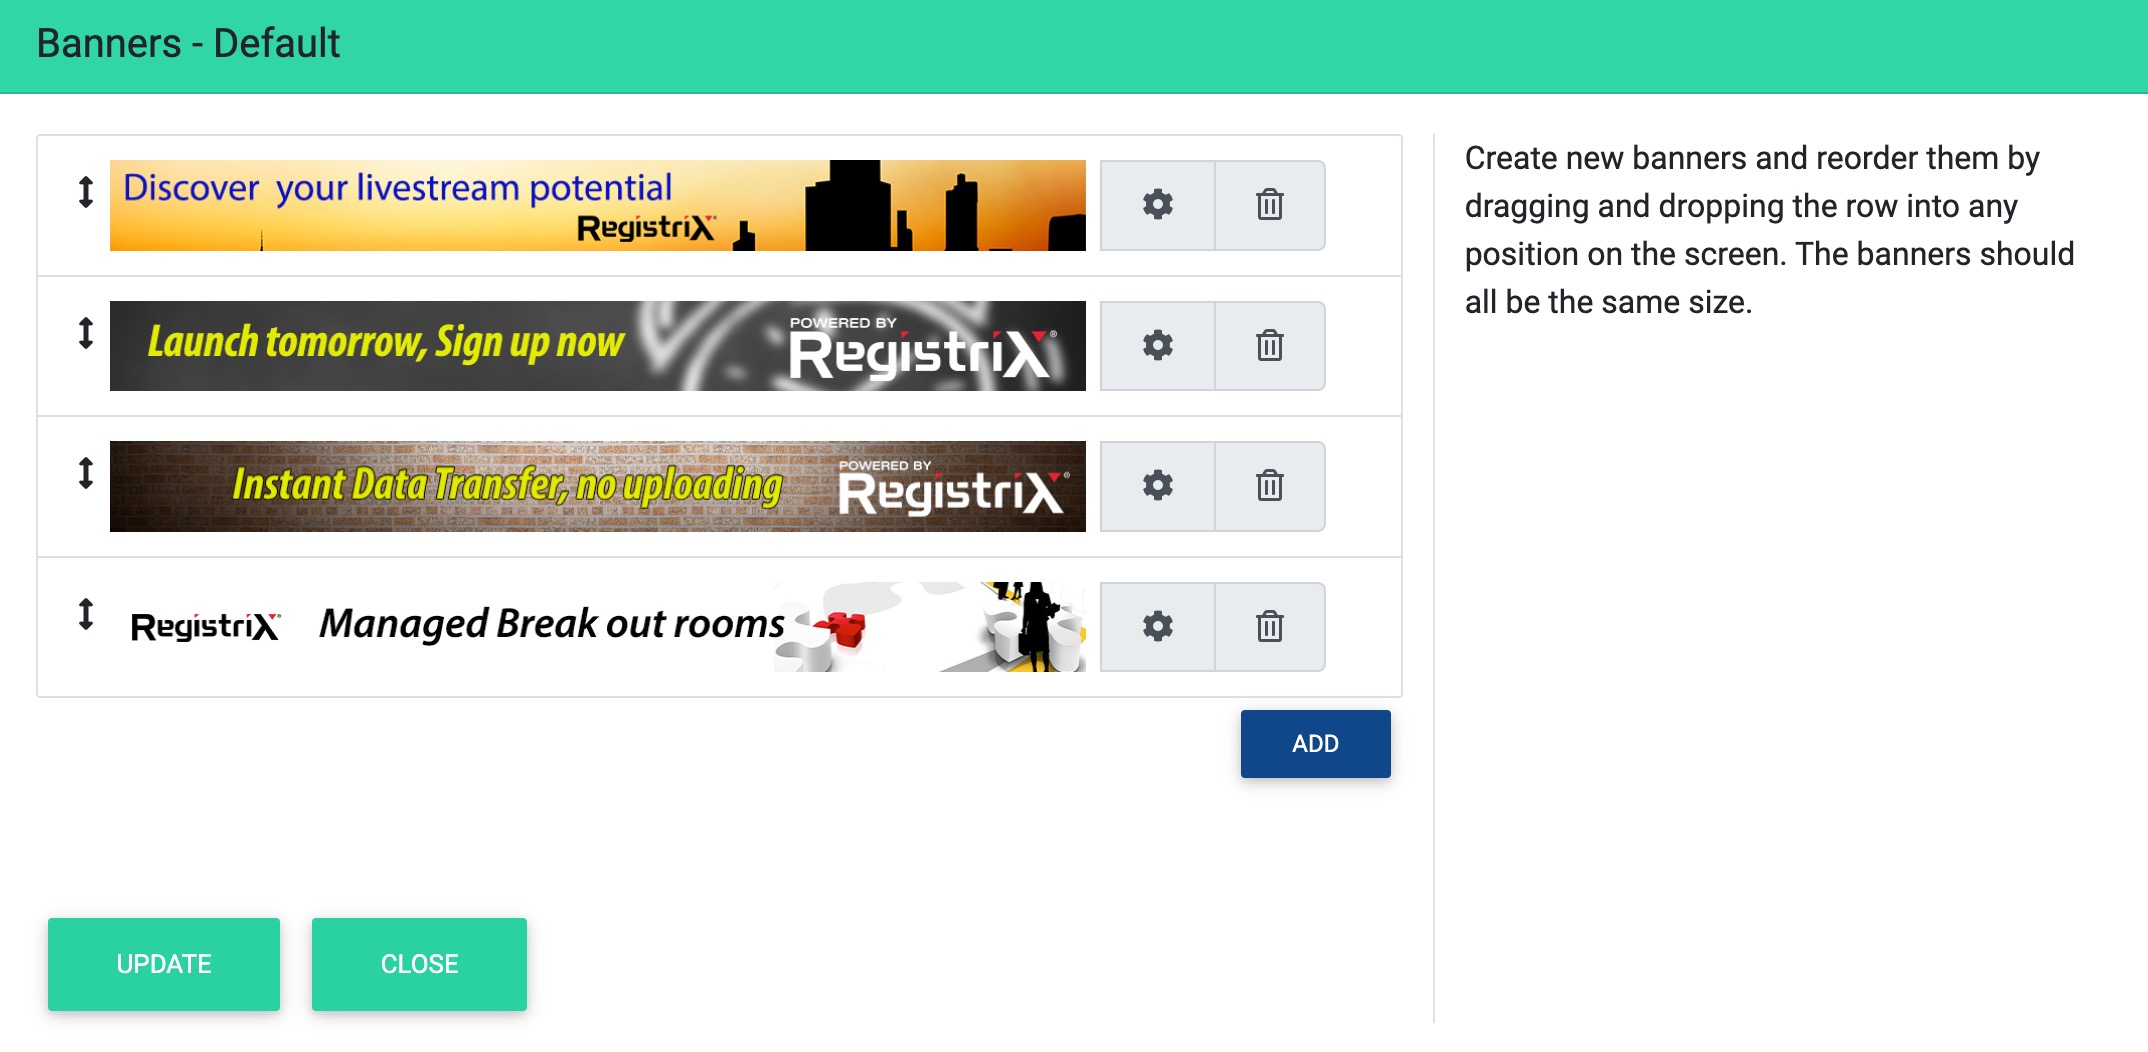 Banners - Default
Discover your livestream potential
RegistriX
Launch tomorrow, Sign up now
POWERED BY
RegistriX®
Instant Data Transfer, no uploading
POWERED BY
RegistriX®
RegistriX Managed Break out rooms
ADD
UPDATE CLOSE
Create new banners and reorder them by
dragging and dropping the row into any
position on the screen. The banners should
all be the same size.